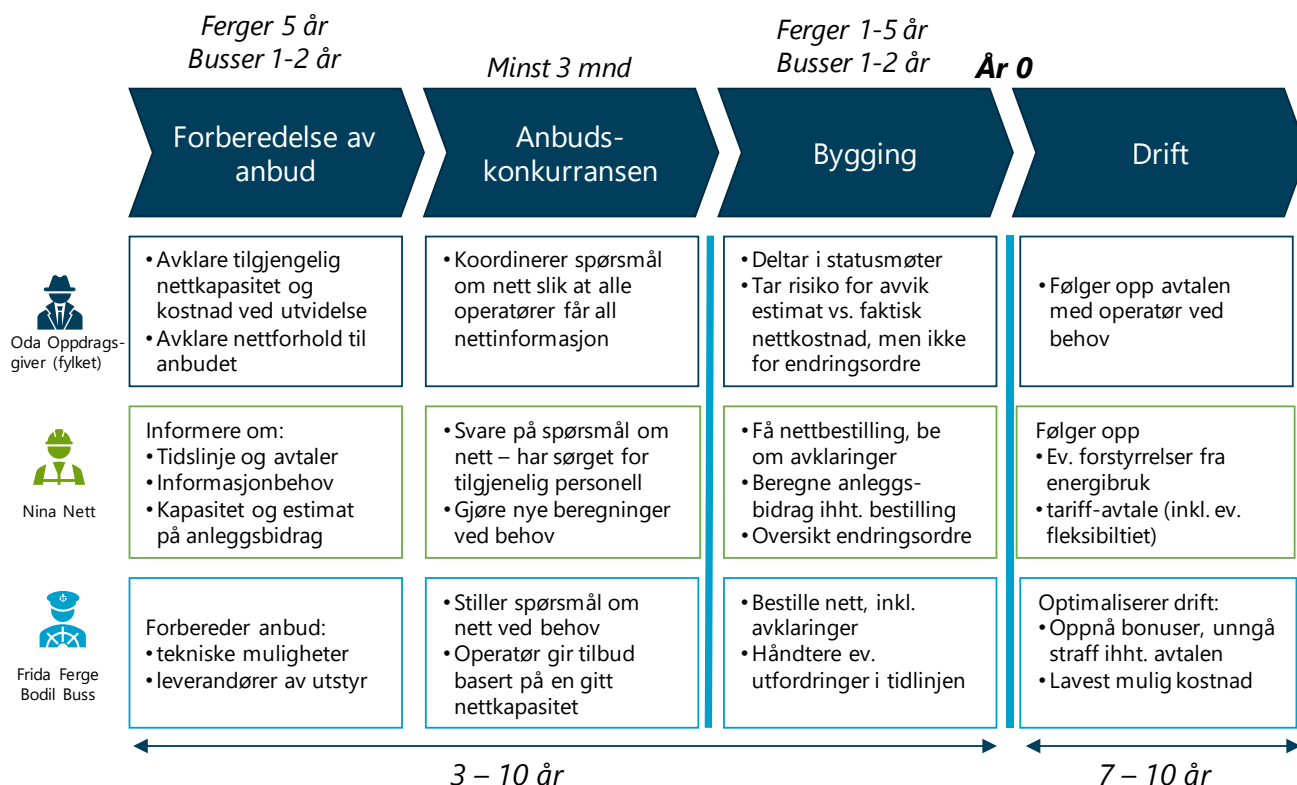 Ferger 5 år
Busser 1-2 år
Minst 3 mnd
Ferger 1-5 år
Busser 1-2 år
År 0
Forberedelse av
anbud
Anbuds-
konkurransen
Bygging
Drift
Oda Oppdrags-
giver (fylket)
• Avklare tilgjengelig
nettkapasitet og
kostnad ved utvidelse
• Avklare nettforhold til
anbudet
• Koordinerer spørsmål
om nett slik at alle
operatører får all
nettinformasjon
• Deltar i statusmøter
• Tar risiko for avvik
estimat vs. faktisk
nettkostnad, men ikke
for endringsordre
• Følger opp avtalen
med operatør ved
behov
Nina Nett
Informere om:
• Tidslinje og avtaler
• Informasjonbehov
• Kapasitet og estimat
på anleggsbidrag
• Svare på spørsmål om
nett – har sørget for
tilgjenelig personell
• Gjøre nye beregninger
ved behov
• Få nettbestilling, be
om avklaringer
• Beregne anleggs-
bidrag ihht. bestilling
• Oversikt endringsordre
Følger opp
• Ev. forstyrrelser fra
energibruk
• tariff-avtale (inkl. ev.
fleksibiltiet)
Frida Ferge
Bodil Buss
Forbereder anbud:
• tekniske muligheter
• leverandører av utstyr
• Stiller spørsmål om
nett ved behov
• Operatør gir tilbud
basert på en gitt
nettkapasitet
• Bestille nett, inkl.
avklaringer
• Håndtere ev.
utfordringer i tidlinjen
Optimaliserer drift:
• Oppnå bonuser, unngå
straff ihht. avtalen
• Lavest mulig kostnad
3 – 10 år
7 – 10 år